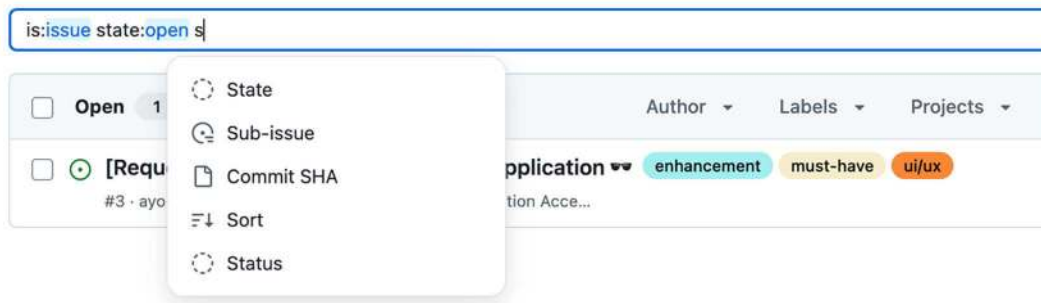 is:issue state:open s
State
Sub-issue
Commit SHA
Sort
Status
Open 1 Author Labels Projects
[Requ pplication 🕶️ enhancement must-have ui/ux
#3 · ayo tion Acce...